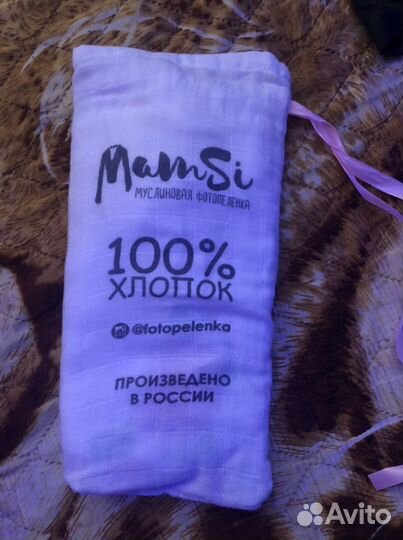 MamSi
МУСЛИНОВАЯ ФОТОПЕЛЕНКА
100%
ХЛОПОК
@fotopelenka
ПРОИЗВЕДЕНО
В РОССИИ
Avito